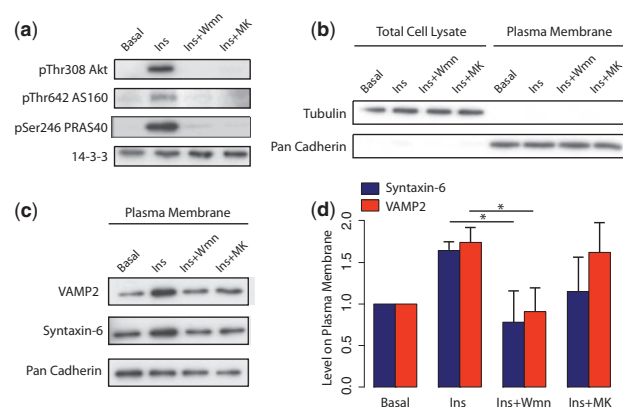 (a)
Basal
Ins
Ins+Wmn
Ins+MK
pThr308 Akt
pThr642 AS160
pSer246 PRAS40
14-3-3
(b)
Total Cell Lysate
Plasma Membrane
Basal
Ins
Ins+Wmn
Ins+MK
Basal
Ins
Ins+Wmn
Ins+MK
Tubulin
Pan Cadherin
(c)
Plasma Membrane
Basal
Ins
Ins+Wmn
Ins+MK
VAMP2
Syntaxin-6
Pan Cadherin
(d)
Syntaxin-6
VAMP2
*
*
Level on Plasma Membrane
2.0
1.5
1.0
0.5
0.0
Basal
Ins
Ins+Wmn
Ins+MK